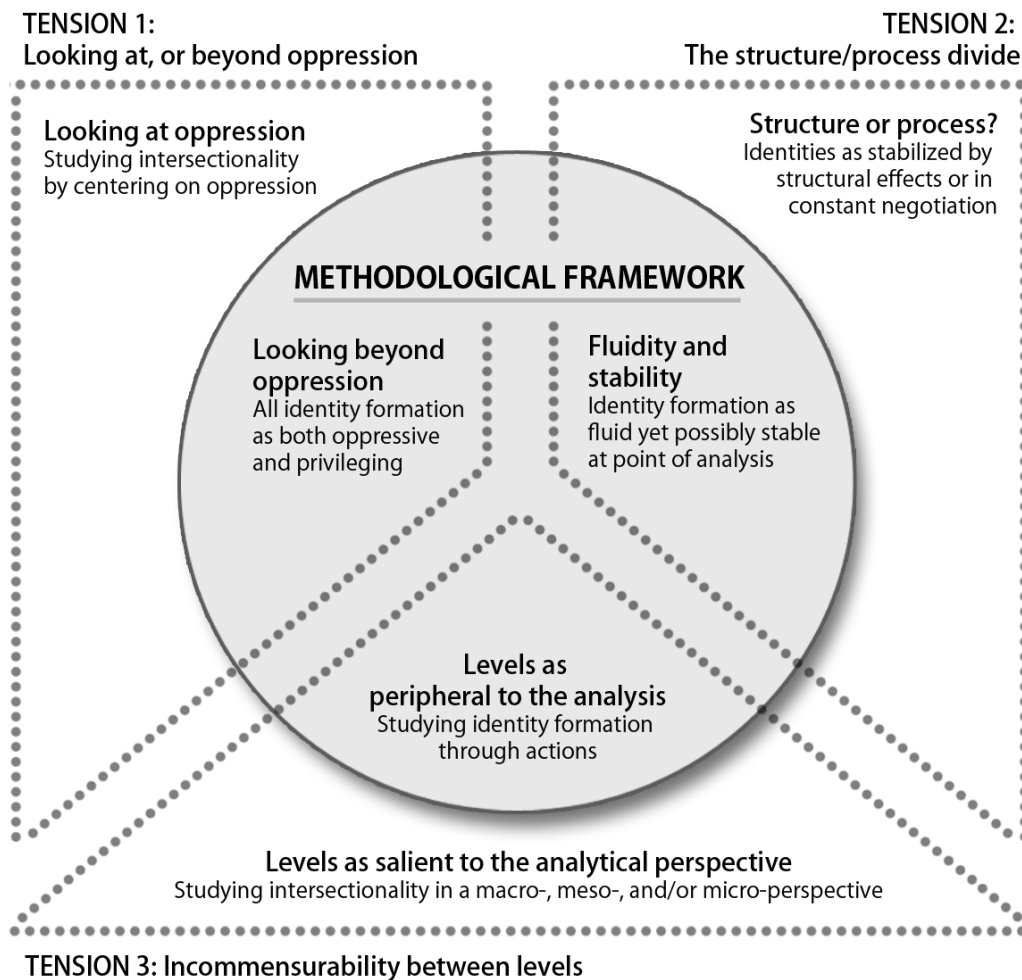 TENSION 1:
Looking at, or beyond oppression
TENSION 2:
The structure/process divide
Looking at oppression
Studying intersectionality
by centering on oppression
Structure or process?
Identities as stabilized by
structural effects or in
constant negotiation
METHODOLOGICAL FRAMEWORK
Looking beyond
oppression
All identity formation
as both oppressive
and privileging
Fluidity and
stability
Identity formation as
fluid yet possibly stable
at point of analysis
Levels as
peripheral to the analysis
Studying identity formation
through actions
Levels as salient to the analytical perspective
Studying intersectionality in a macro-, meso-, and/or micro-perspective
TENSION 3: Incommensurability between levels